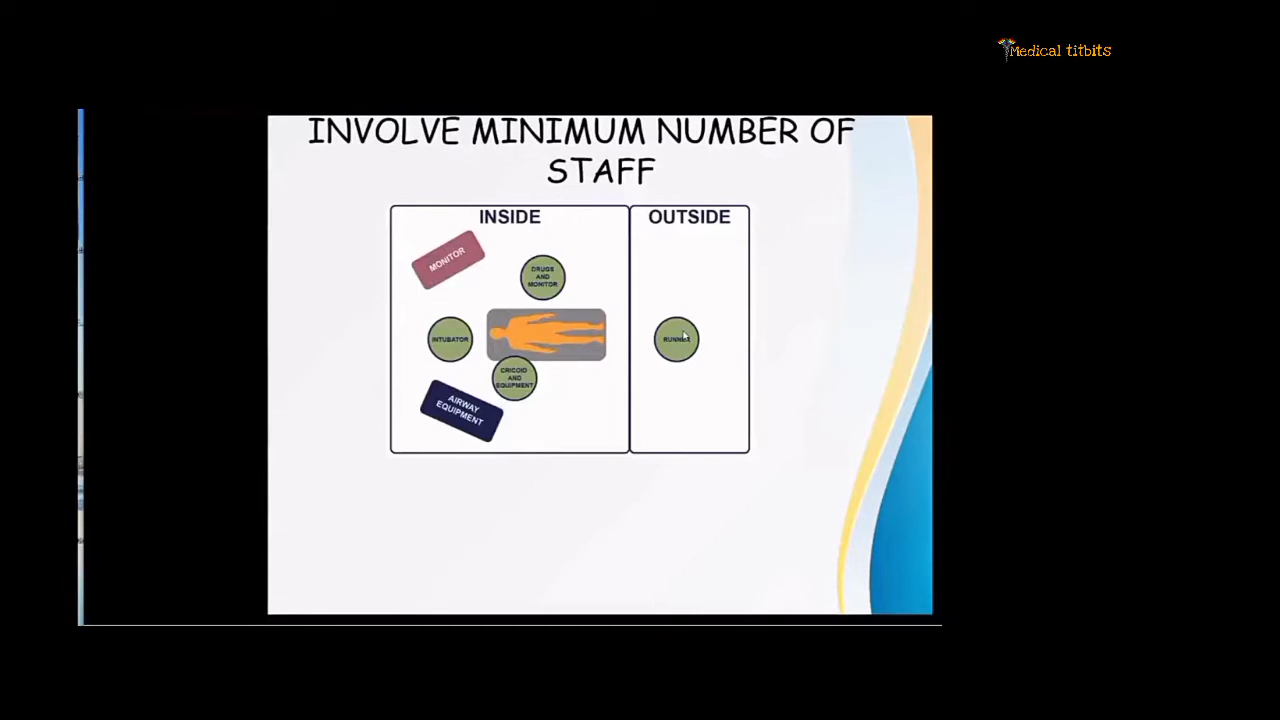 Medical titbits
INVOLVE MINIMUM NUMBER OF
STAFF
INSIDE
OUTSIDE
MONITOR
DRUGS
AND
MONITOR
INTUBATOR
RUNNER
CRICOID
AND
EQUIPMENT
AIRWAY
EQUIPMENT